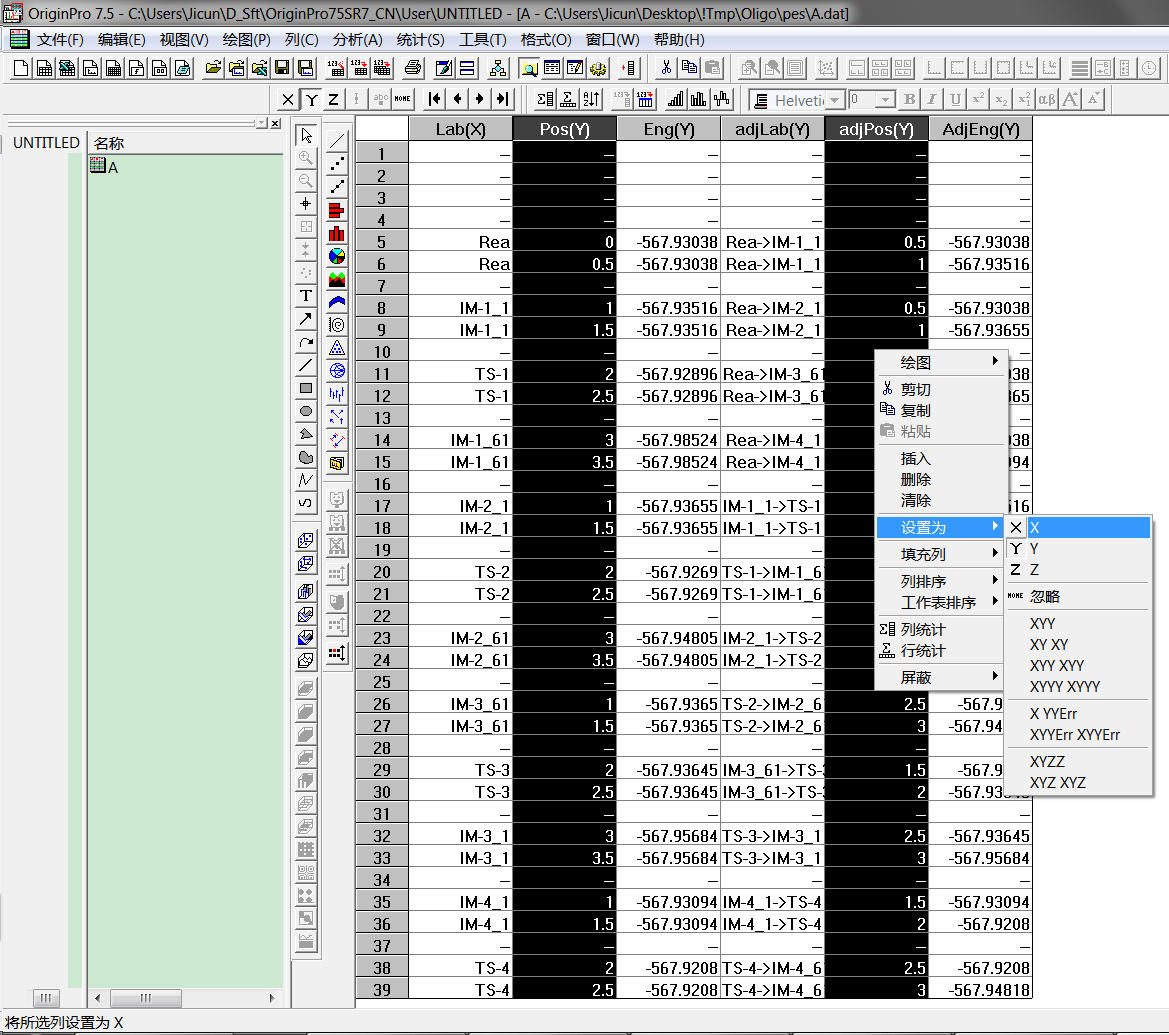 OriginPro 7.5 - C:\Users\Jicun\D_Sft\OriginPro75SR7_CN\User\UNTITLED - [A - C:\Users\Jicun\Desktop\!Tmp\Oligo\pes\A.dat]
文件(F) 编辑(E) 视图(V) 绘图(P) 列(C) 分析(A) 统计(S) 工具(T) 格式(O) 窗口(W) 帮助(H)
X Y Z abc NONE Helveti 0 B I U x² x₂ αβ A A
UNTITLED 名称
A
T
Lab(X) Pos(Y) Eng(Y) adjLab(Y) adjPos(Y) AdjEng(Y)
1 – – – – – –
2 – – – – – –
3 – – – – – –
4 – – – – – –
5 Rea 0 -567.93038 Rea->IM-1_1 0.5 -567.93038
6 Rea 0.5 -567.93038 Rea->IM-1_1 1 -567.93516
7 – – – – – –
8 IM-1_1 1 -567.93516 Rea->IM-2_1 0.5 -567.93038
9 IM-1_1 1.5 -567.93516 Rea->IM-2_1 1 -567.93655
10 – – – –
11 TS-1 2 -567.92896 Rea->IM-3_61 038
12 TS-1 2.5 -567.92896 Rea->IM-3_61 365
13 – – – –
14 IM-1_61 3 -567.98524 Rea->IM-4_1 038
15 IM-1_61 3.5 -567.98524 Rea->IM-4_1 094
16 – – – –
17 IM-2_1 1 -567.93655 IM-1_1->TS-1 516
18 IM-2_1 1.5 -567.93655 IM-1_1->TS-1
19 – – – –
20 TS-2 2 -567.9269 TS-1->IM-1_6
21 TS-2 2.5 -567.9269 TS-1->IM-1_6
22 – – – –
23 IM-2_61 3 -567.94805 IM-2_1->TS-2
24 IM-2_61 3.5 -567.94805 IM-2_1->TS-2
25 – – – –
26 IM-3_61 1 -567.9365 TS-2->IM-2_6 2.5 -567.9
27 IM-3_61 1.5 -567.9365 TS-2->IM-2_6 3 -567.94
28 – – – – –
29 TS-3 2 -567.93645 IM-3_61->TS-3 1.5 -567.9
30 TS-3 2.5 -567.93645 IM-3_61->TS-3 2 -567.93645
31 – – – – – –
32 IM-3_1 3 -567.95684 TS-3->IM-3_1 2.5 -567.93645
33 IM-3_1 3.5 -567.95684 TS-3->IM-3_1 3 -567.95684
34 – – – – – –
35 IM-4_1 1 -567.93094 IM-4_1->TS-4 1.5 -567.93094
36 IM-4_1 1.5 -567.93094 IM-4_1->TS-4 2 -567.9208
37 – – – – – –
38 TS-4 2 -567.9208 TS-4->IM-4_6 2.5 -567.9208
39 TS-4 2.5 -567.9208 TS-4->IM-4_6 3 -567.94818
绘图
剪切
复制
粘贴
插入
删除
清除
设置为
填充列
列排序
工作表排序
列统计
行统计
屏蔽
X X
Y Y
Z Z
NONE 忽略
XYY
XY XY
XYY XYY
XYYY XYYY
X YYErr
XYYErr XYYErr
XYZZ
XYZ XYZ
将所选列设置为 X